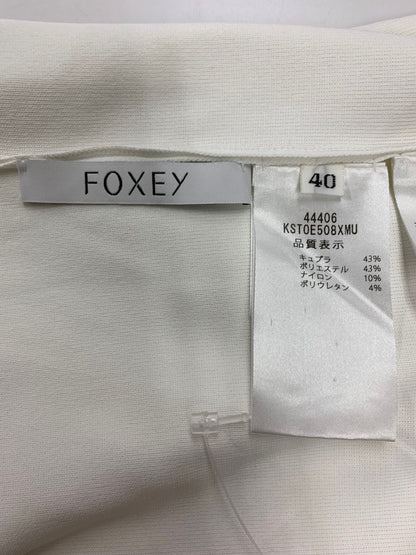 FOXEY
40
44406
KST0E508XMU
品質表示
キュプラ 43%
ポリエステル 43%
ナイロン 10%
ポリウレタン 4%